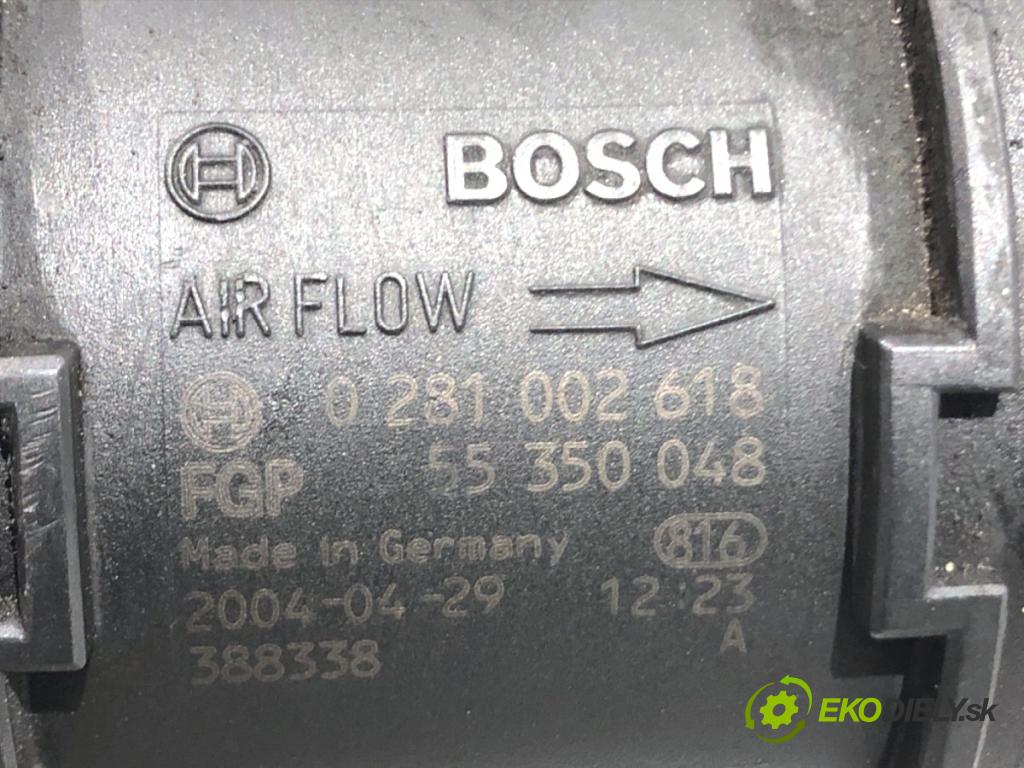 BOSCH
AIR FLOW
0 281 002 618
FGP 55 350 048
Made in Germany 816
2004-04-29 12:23
388338 A
EKODIELY.sk